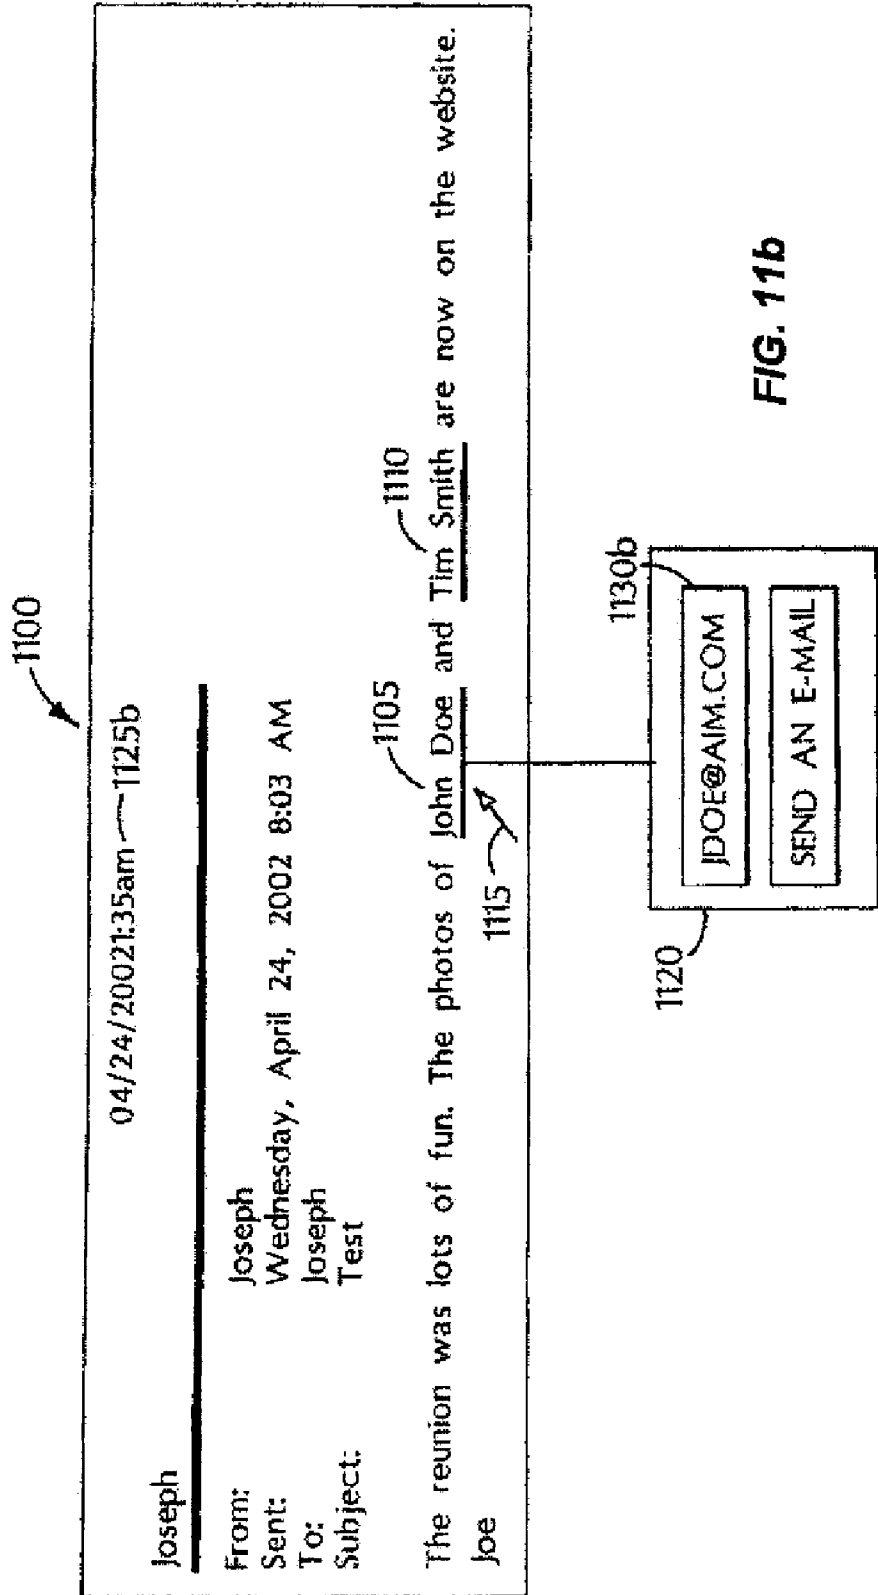 1100
04/24/20021:35am 1125b
Joseph
From: Joseph
Sent: Wednesday, April 24, 2002 8:03 AM
To: Joseph
Subject: Test
1105
1110
The reunion was lots of fun. The photos of John Doe and Tim Smith are now on the website.
Joe
1115
1130b
1120
JDOE@AIM.COM
SEND AN E-MAIL
FIG. 11b